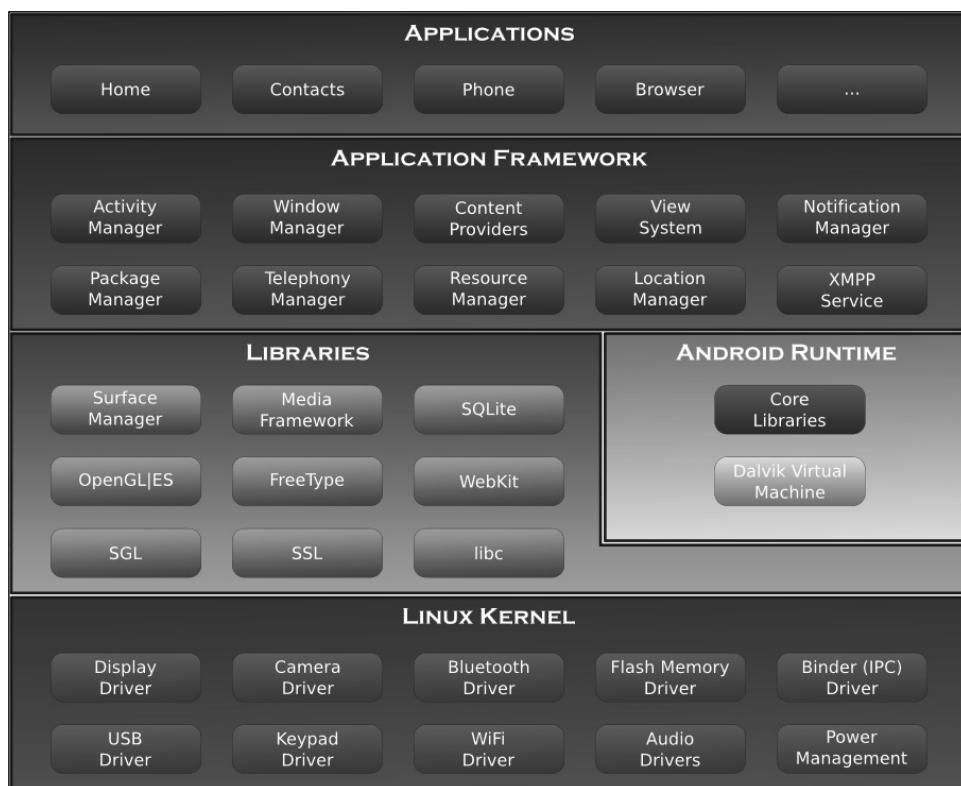 APPLICATIONS
Home
Contacts
Phone
Browser
...
APPLICATION FRAMEWORK
Activity
Manager
Window
Manager
Content
Providers
View
System
Notification
Manager
Package
Manager
Telephony
Manager
Resource
Manager
Location
Manager
XMPP
Service
LIBRARIES
Surface
Manager
Media
Framework
SQLite
OpenGL|ES
FreeType
WebKit
SGL
SSL
libc
ANDROID RUNTIME
Core
Libraries
Dalvik Virtual
Machine
LINUX KERNEL
Display
Driver
Camera
Driver
Bluetooth
Driver
Flash Memory
Driver
Binder (IPC)
Driver
USB
Driver
Keypad
Driver
WiFi
Driver
Audio
Drivers
Power
Management